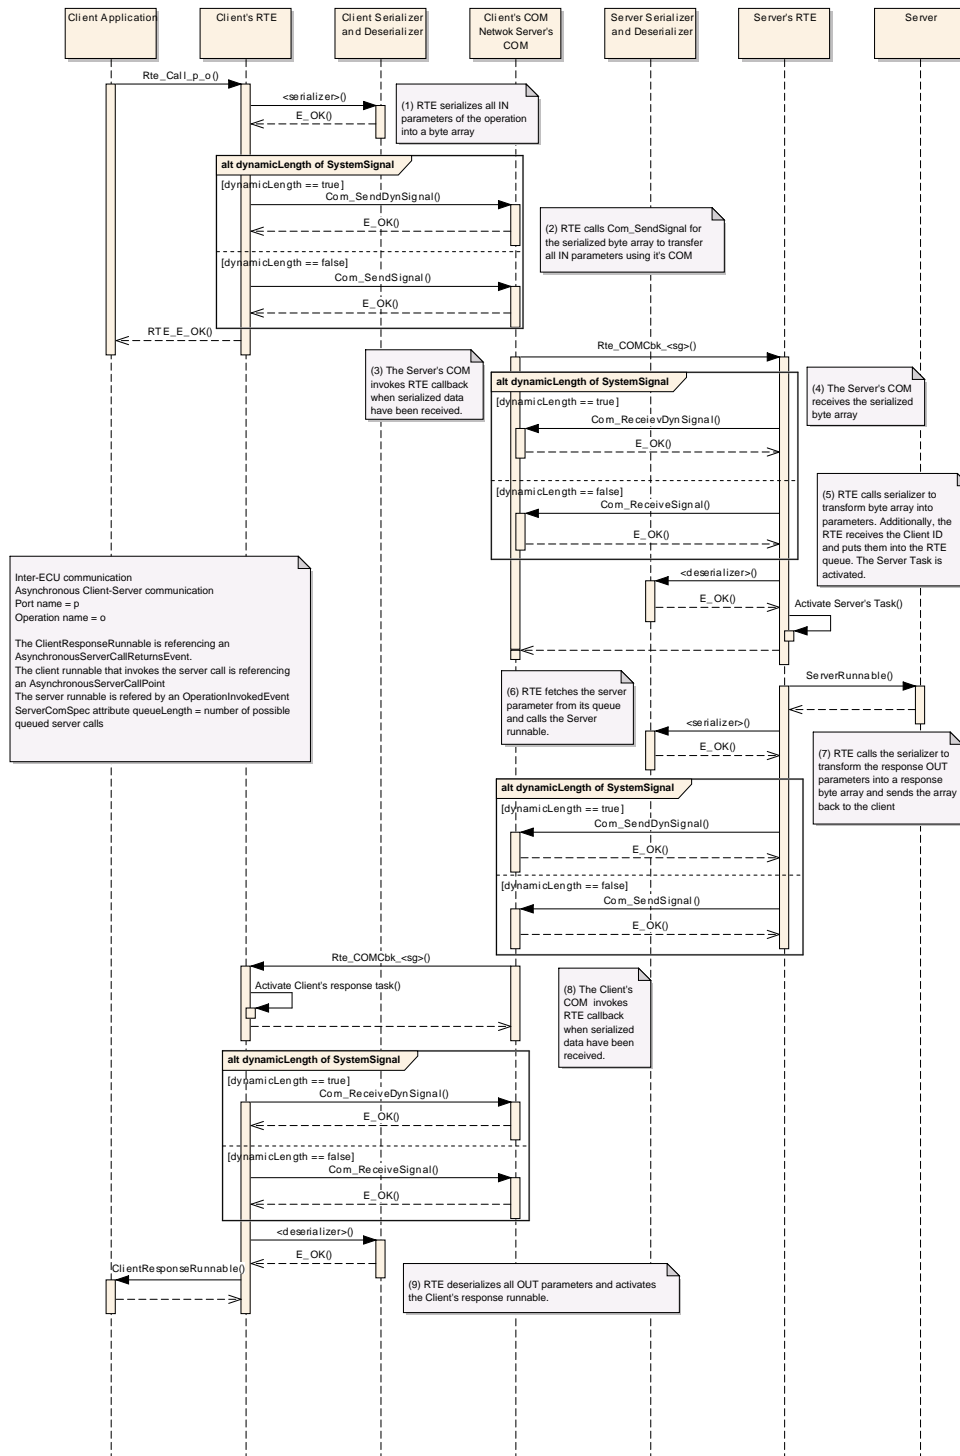 Client Application
Client's RTE
Client Serializer
and Deserializer
Client's COM
Netwok Server's
COM
Server Serializer
and Deserializer
Server's RTE
Server
Rte_Call_p_o()
<serializer>()
E_OK()
(1) RTE serializes all IN
parameters of the operation
into a byte array
alt dynamicLength of SystemSignal
[dynamicLength == true]
Com_SendDynSignal()
E_OK()
(2) RTE calls Com_SendSignal for
the serialized byte array to transfer
all IN parameters using it's COM
[dynamicLength == false]
Com_SendSignal()
E_OK()
RTE_E_OK()
Rte_COMCbk_<sg>()
(3) The Server's COM
invokes RTE callback
when serialized data
have been received.
alt dynamicLength of SystemSignal
[dynamicLength == true]
(4) The Server's COM
receives the serialized
byte array
Com_ReceievDynSignal()
E_OK()
[dynamicLength == false]
Com_ReceiveSignal()
E_OK()
(5) RTE calls serializer to
transform byte array into
parameters. Additionally, the
RTE receives the Client ID
and puts them into the RTE
queue. The Server Task is
activated.
<deserializer>()
E_OK()
Activate Server's Task()
Inter-ECU communication
Asynchronous Client-Server communication
Port name = p
Operation name = o
The ClientResponseRunnable is referencing an
AsynchronousServerCallReturnsEvent.
The client runnable that invokes the server call is referencing
an AsynchronousServerCallPoint
The server runnable is refered by an OperationInvokedEvent
ServerComSpec attribute queueLength = number of possible
queued server calls
(6) RTE fetches the server
parameter from its queue
and calls the Server
runnable.
ServerRunnable()
<serializer>()
E_OK()
(7) RTE calls the serializer to
transform the response OUT
parameters into a response
byte array and sends the array
back to the client
alt dynamicLength of SystemSignal
[dynamicLength == true]
Com_SendDynSignal()
E_OK()
[dynamicLength == false]
Com_SendSignal()
E_OK()
Rte_COMCbk_<sg>()
Activate Client's response task()
(8) The Client's
COM invokes
RTE callback
when serialized
data have been
received.
alt dynamicLength of SystemSignal
[dynamicLength == true]
Com_ReceiveDynSignal()
E_OK()
[dynamicLength == false]
Com_ReceiveSignal()
E_OK()
<deserializer>()
E_OK()
ClientResponseRunnable()
(9) RTE deserializes all OUT parameters and activates
the Client's response runnable.